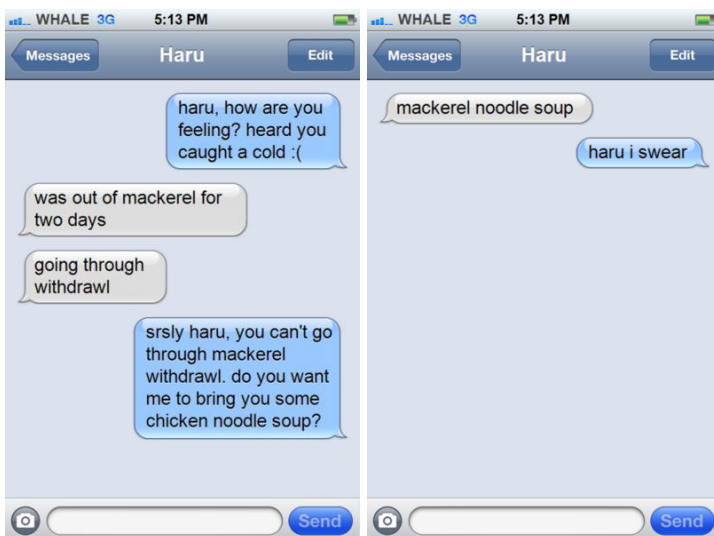 WHALE 3G 5:13 PM
Messages Haru Edit
haru, how are you
feeling? heard you
caught a cold :(
was out of mackerel for
two days
going through
withdrawl
srsly haru, you can't go
through mackerel
withdrawl. do you want
me to bring you some
chicken noodle soup?
Send
WHALE 3G 5:13 PM
Messages Haru Edit
mackerel noodle soup
haru i swear
Send